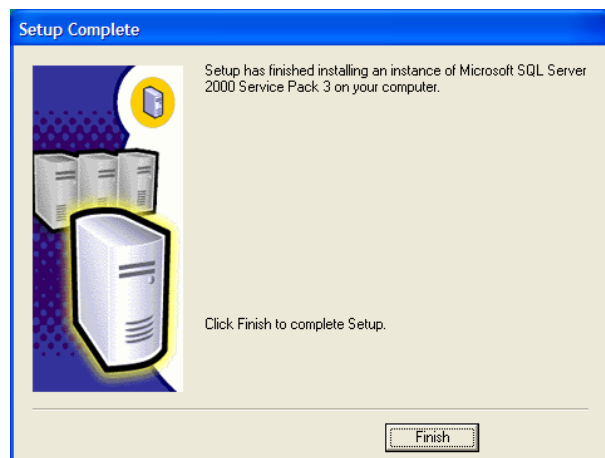 Setup Complete
Setup has finished installing an instance of Microsoft SQL Server
2000 Service Pack 3 on your computer.
Click Finish to complete Setup.
Finish